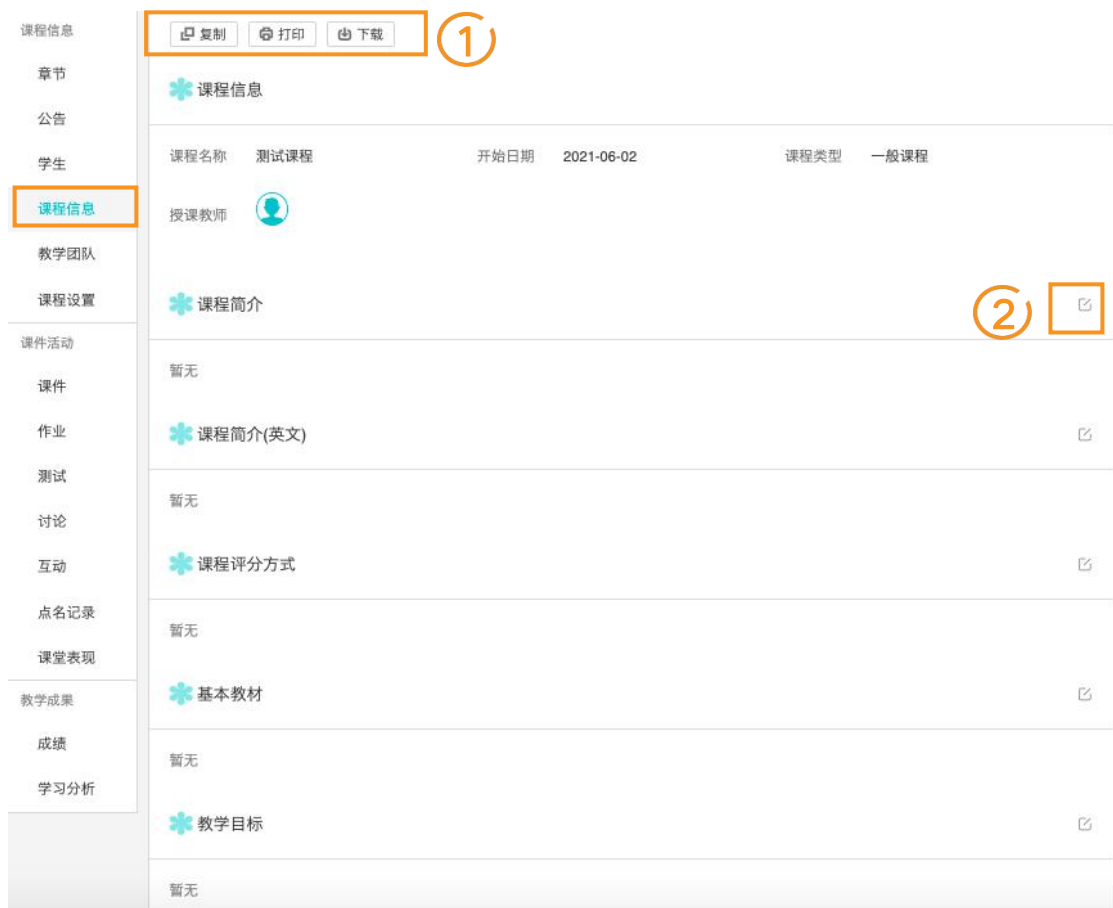 课程信息
章节
公告
学生
课程信息
教学团队
课程设置
课件活动
课件
作业
测试
讨论
互动
点名记录
课堂表现
教学成果
成绩
学习分析
复制 打印 下载 1
课程信息
课程名称 测试课程 开始日期 2021-06-02 课程类型 一般课程
授课教师
课程简介 2
暂无
课程简介(英文)
暂无
课程评分方式
暂无
基本教材
暂无
教学目标
暂无